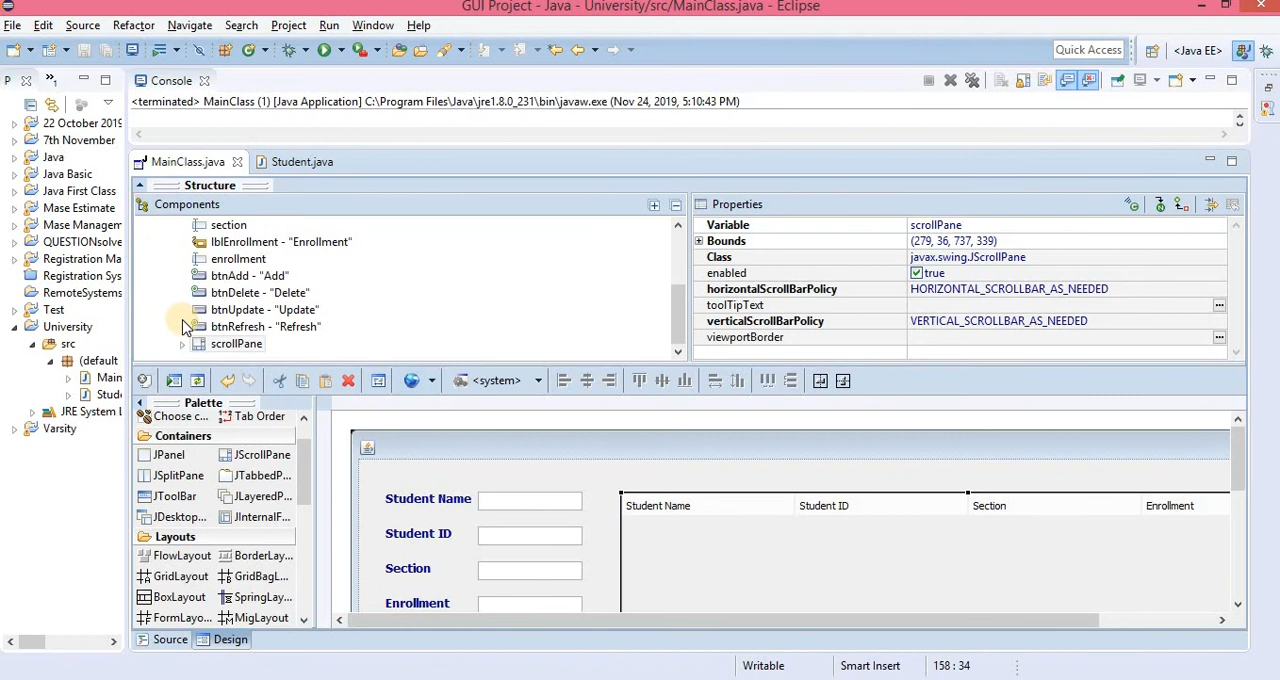 GUI Project - Java - University/src/MainClass.java - Eclipse
File Edit Source Refactor Navigate Search Project Run Window Help
Quick Access <Java EE>
P 1 Console
<terminated> MainClass (1) [Java Application] C:\Program Files\Java\jre1.8.0_231\bin\javaw.exe (Nov 24, 2019, 5:10:43 PM)
22 October 2019
7th November
Java
Java Basic
Java First Class
Mase Estimate
Mase Managem
QUESTIONsolve
Registration Ma
Registration Sys
RemoteSystems
Test
University
src
(default
Main
Stude
JRE System L
Varsity
MainClass.java Student.java
Structure
Components
section
lblEnrollment - "Enrollment"
enrollment
btnAdd - "Add"
btnDelete - "Delete"
btnUpdate - "Update"
btnRefresh - "Refresh"
scrollPane
Properties
Variable scrollPane
Bounds (279, 36, 737, 339)
Class javax.swing.JScrollPane
enabled true
horizontalScrollBarPolicy HORIZONTAL_SCROLLBAR_AS_NEEDED
toolTipText
verticalScrollBarPolicy VERTICAL_SCROLLBAR_AS_NEEDED
viewportBorder
<system>
Palette
Choose c... Tab Order
Containers
JPanel JScrollPane
JSplitPane JTabbedP...
JToolBar JLayeredP...
JDesktop... JInternalF...
Layouts
FlowLayout BorderLay...
GridLayout GridBagL...
BoxLayout SpringLay...
FormLayo... MigLayout
Student Name
Student ID
Section
Enrollment
Student Name Student ID Section Enrollment
Source Design
Writable Smart Insert 158 : 34